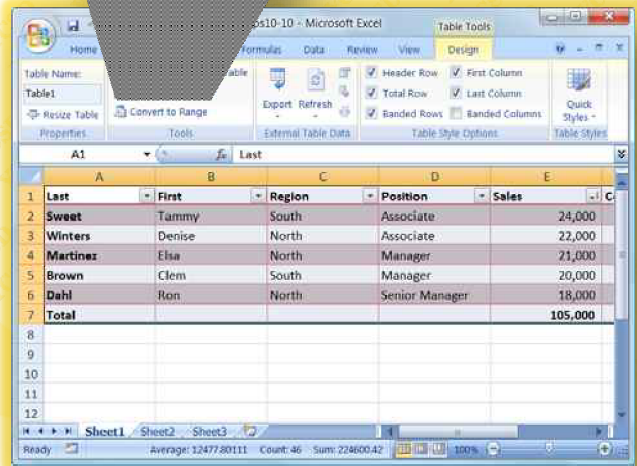 ps10-10 - Microsoft Excel
Table Tools
Home Formulas Data Review View Design
Table Name:
Table1
Resize Table
Properties
Convert to Range
Tools
Export Refresh
External Table Data
Header Row First Column
Total Row Last Column
Banded Rows Banded Columns
Table Style Options
Quick
Styles
Table Styles
A1 fx Last
A B C D E
1 Last First Region Position Sales
2 Sweet Tammy South Associate 24,000
3 Winters Denise North Associate 22,000
4 Martinez Elsa North Manager 21,000
5 Brown Clem South Manager 20,000
6 Dahl Ron North Senior Manager 18,000
7 Total 105,000
8
9
10
11
12
Sheet1 Sheet2 Sheet3
Ready Average: 12477.80111 Count: 46 Sum: 224600.42 100%